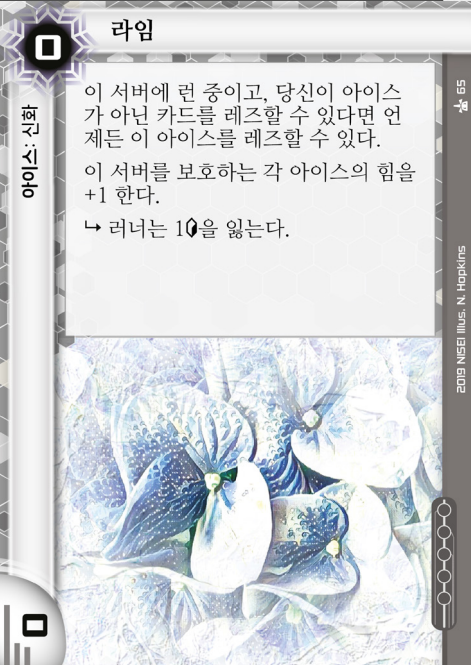 0
라임
아이스: 신화
이 서버에 런 중이고, 당신이 아이스
가 아닌 카드를 레즈할 수 있다면 언
제든 이 아이스를 레즈할 수 있다.
이 서버를 보호하는 각 아이스의 힘을
+1 한다.
↳ 러너는 1을 잃는다.
65
2019 NISEI Illus. N. Hopkins
0